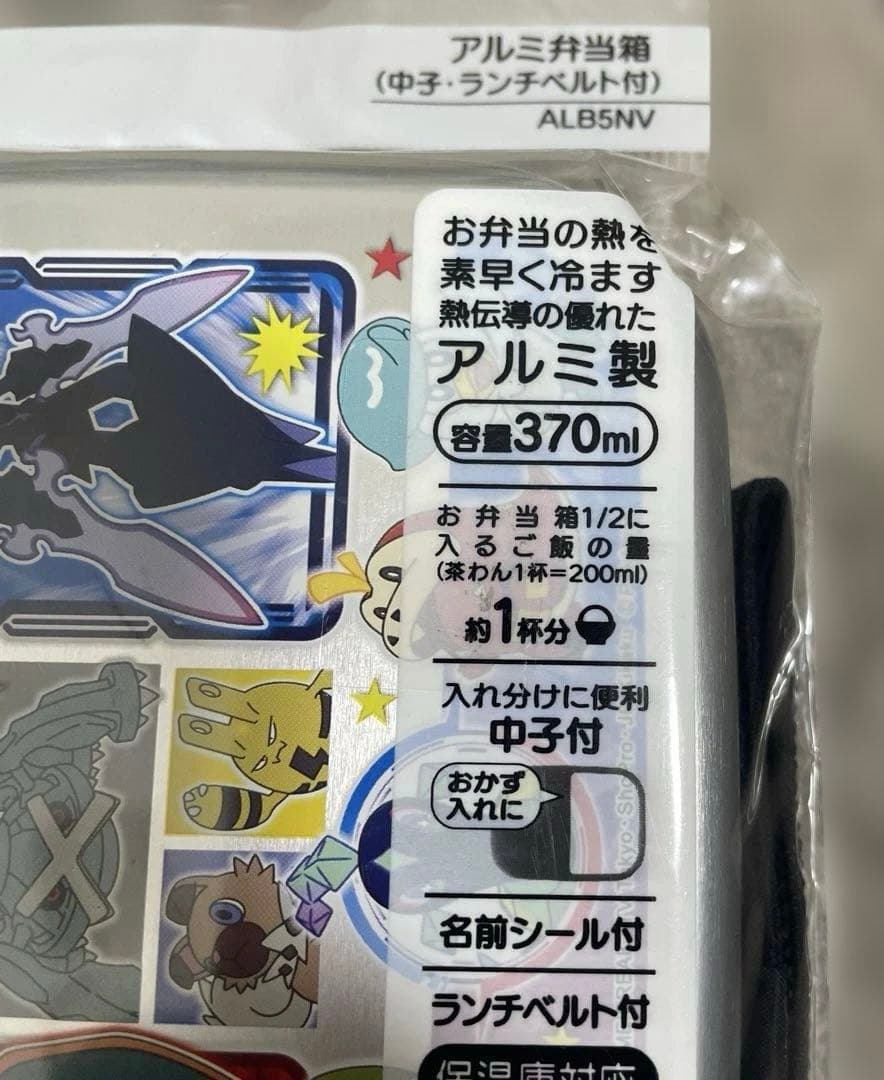 アルミ弁当箱
(中子・ランチベルト付)
ALB5NV
お弁当の熱を
素早く冷ます
熱伝導の優れた
アルミ製
容量370ml
お弁当箱1/2に
入るご飯の量
(茶わん1杯=200ml)
約1杯分
入れ分けに便利
中子付
おかず
入れに
名前シール付
ランチベルト付
保温庫対応